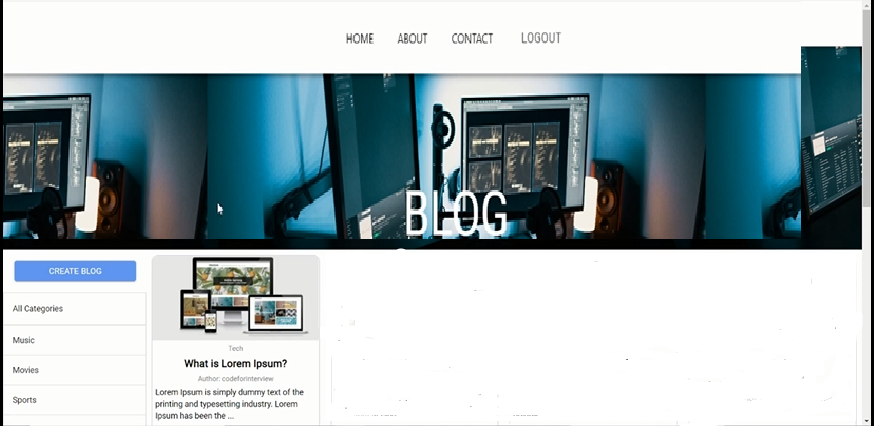 HOME ABOUT CONTACT LOGOUT
BLOG
CREATE BLOG
All Categories
Music
Movies
Sports
Tech
What is Lorem Ipsum?
Author: codeforinterview
Lorem Ipsum is simply dummy text of the
printing and typesetting industry. Lorem
Ipsum has been the ...